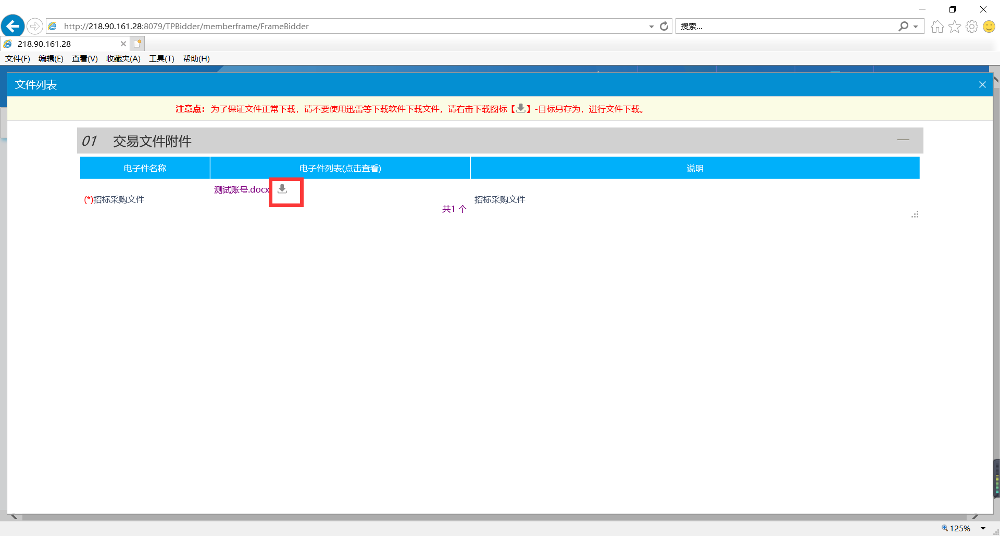 http://218.90.161.28:8079/TPBidder/memberframe/FrameBidder
搜索...
218.90.161.28
文件(F) 编辑(E) 查看(V) 收藏夹(A) 工具(T) 帮助(H)
文件列表
注意点：为了保证文件正常下载，请不要使用迅雷等下载软件下载文件，请右击下载图标【】-目标另存为，进行文件下载。
01 交易文件附件
电子件名称 电子件列表(点击查看) 说明
测试账号.docx
(*)招标采购文件 招标采购文件
共1 个
125%